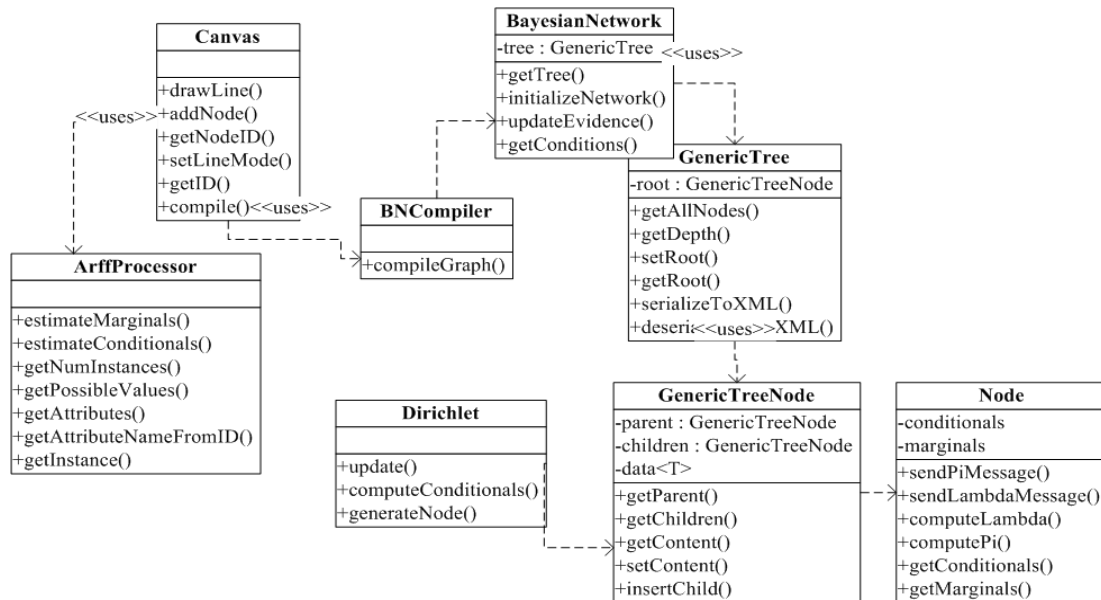 Canvas
+drawLine()
<<uses>>
+addNode()
+getNodeID()
+setLineMode()
+getID()
+compile()
<<uses>>
BayesianNetwork
-tree : GenericTree
<<uses>>
+getTree()
+initializeNetwork()
+updateEvidence()
+getConditions()
BNCompiler
+compileGraph()
GenericTree
-root : GenericTreeNode
+getAllNodes()
+getDepth()
+setRoot()
+getRoot()
+serializeToXML()
<<uses>>
XML()
ArffProcessor
+estimateMarginals()
+estimateConditionals()
+getNumInstances()
+getPossibleValues()
+getAttributes()
+getAttributeNameFromID()
+getInstance()
Dirichlet
+update()
+computeConditionals()
+generateNode()
GenericTreeNode
-parent : GenericTreeNode
-children : GenericTreeNode
-data<T>
+getParent()
+getChildren()
+getContent()
+setContent()
+insertChild()
Node
-conditionals
-marginals
+sendPiMessage()
+sendLambdaMessage()
+computeLambda()
+computePi()
+getConditionals()
+getMarginals()